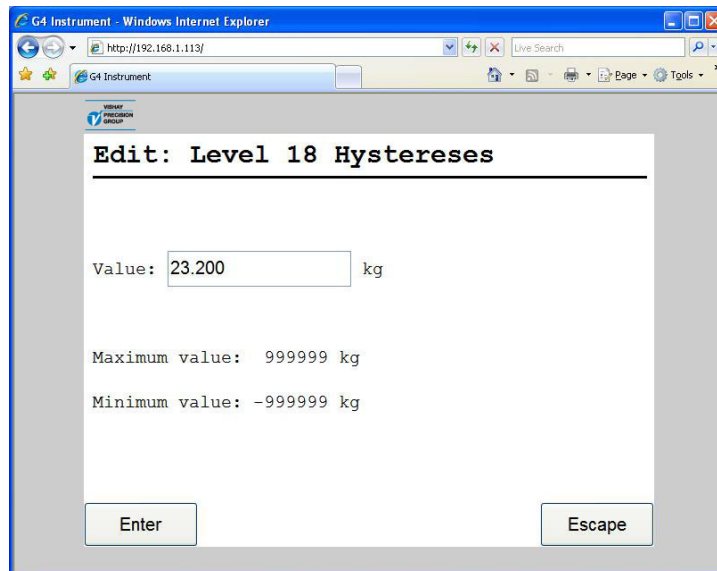 G4 Instrument - Windows Internet Explorer
http://192.168.1.113/
Live Search
G4 Instrument
Page
Tools
VISHAY
PRECISION
GROUP
Edit: Level 18 Hystereses
Value: 23.200 kg
Maximum value: 999999 kg
Minimum value: -999999 kg
Enter
Escape